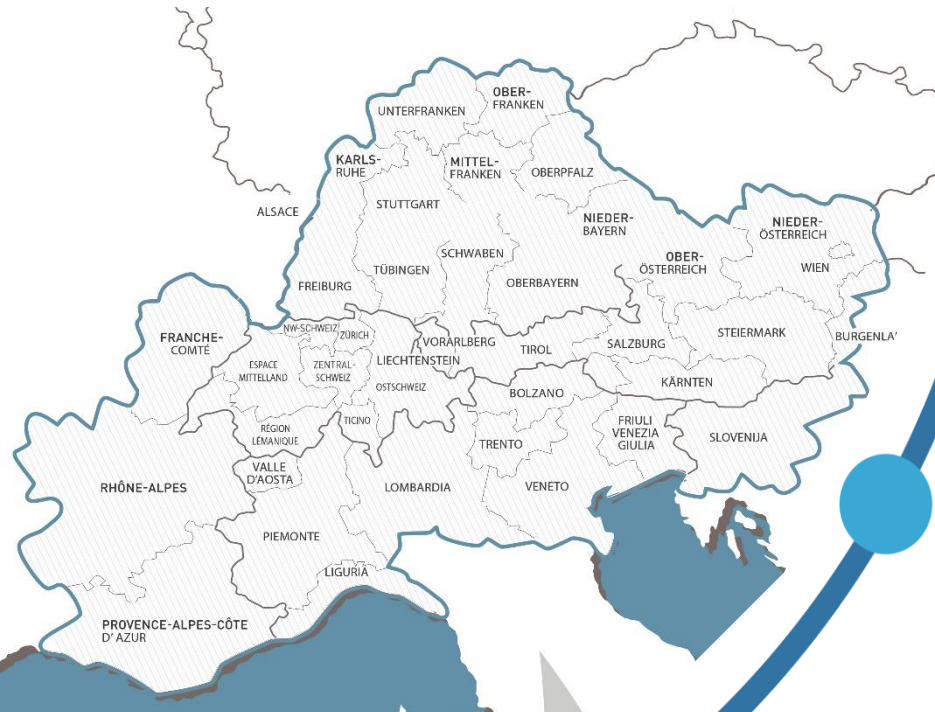 OBER-
FRANKEN
UNTERFRANKEN
KARLS-
RUHE
MITTEL-
FRANKEN
OBERPFALZ
ALSACE
STUTTGART
NIEDER-
BAYERN
NIEDER-
ÖSTERREICH
SCHWABEN
OBER-
ÖSTERREICH
WIEN
TÜBINGEN
FREIBURG
OBERBAYERN
FRANCHE-
COMTÉ
NW-SCHWEIZ
ZÜRICH
VORARLBERG
TIROL
SALZBURG
STEIERMARK
BURGENLA'
ESPACE
MITTELLAND
ZENTRAL-
SCHWEIZ
LIECHTENSTEIN
OSTSCHWEIZ
BOLZANO
KÄRNTEN
RÉGION
LÉMANIQUE
TICINO
TRENTO
FRIULI
VENEZIA
GIULIA
SLOVENIJA
VALLE
D'AOSTA
RHÔNE-ALPES
LOMBARDIA
VENETO
PIEMONTE
LIGURIA
PROVENCE-ALPES-CÔTE
D' AZUR